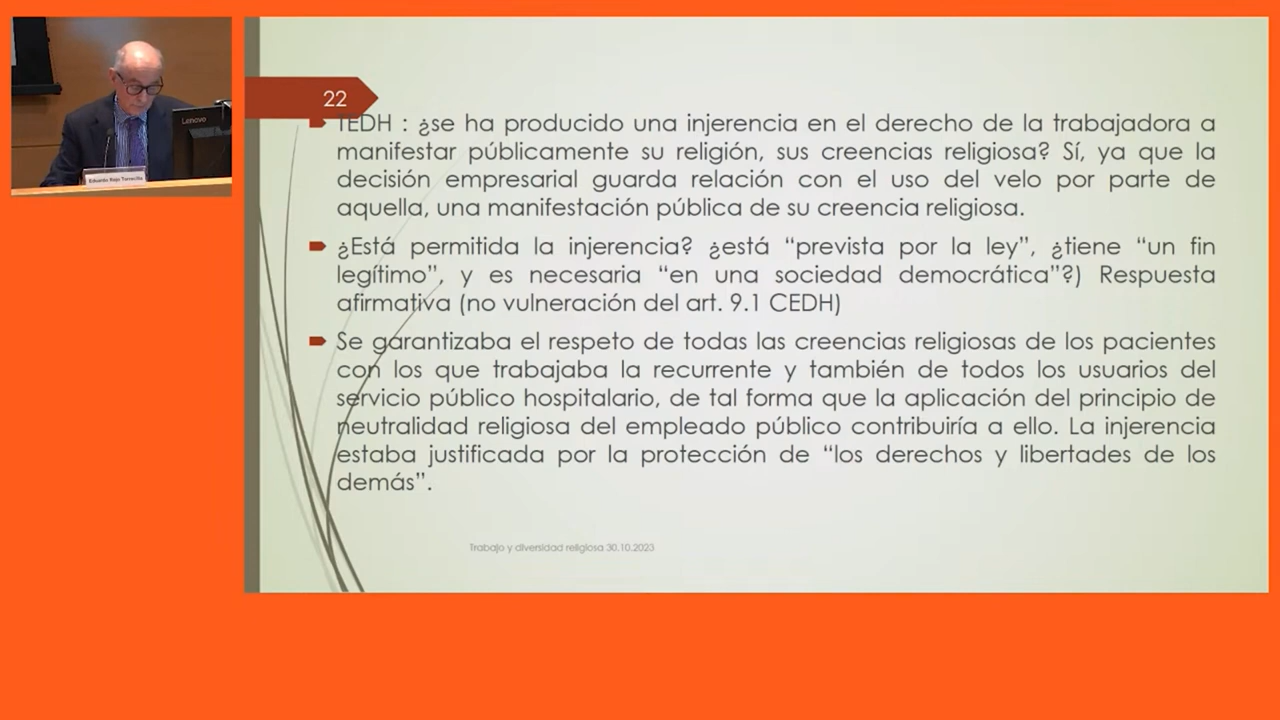 Lenovo
Eduardo Rojo Torrecilla
22
TEDH : ¿se ha producido una injerencia en el derecho de la trabajadora a
manifestar públicamente su religión, sus creencias religiosa? Sí, ya que la
decisión empresarial guarda relación con el uso del velo por parte de
aquella, una manifestación pública de su creencia religiosa.
¿Está permitida la injerencia? ¿está “prevista por la ley”, ¿tiene “un fin
legítimo”, y es necesaria “en una sociedad democrática”?) Respuesta
afirmativa (no vulneración del art. 9.1 CEDH)
Se garantizaba el respeto de todas las creencias religiosas de los pacientes
con los que trabajaba la recurrente y también de todos los usuarios del
servicio público hospitalario, de tal forma que la aplicación del principio de
neutralidad religiosa del empleado público contribuiría a ello. La injerencia
estaba justificada por la protección de “los derechos y libertades de los
demás”.
Trabajo y diversidad religiosa 30.10.2023